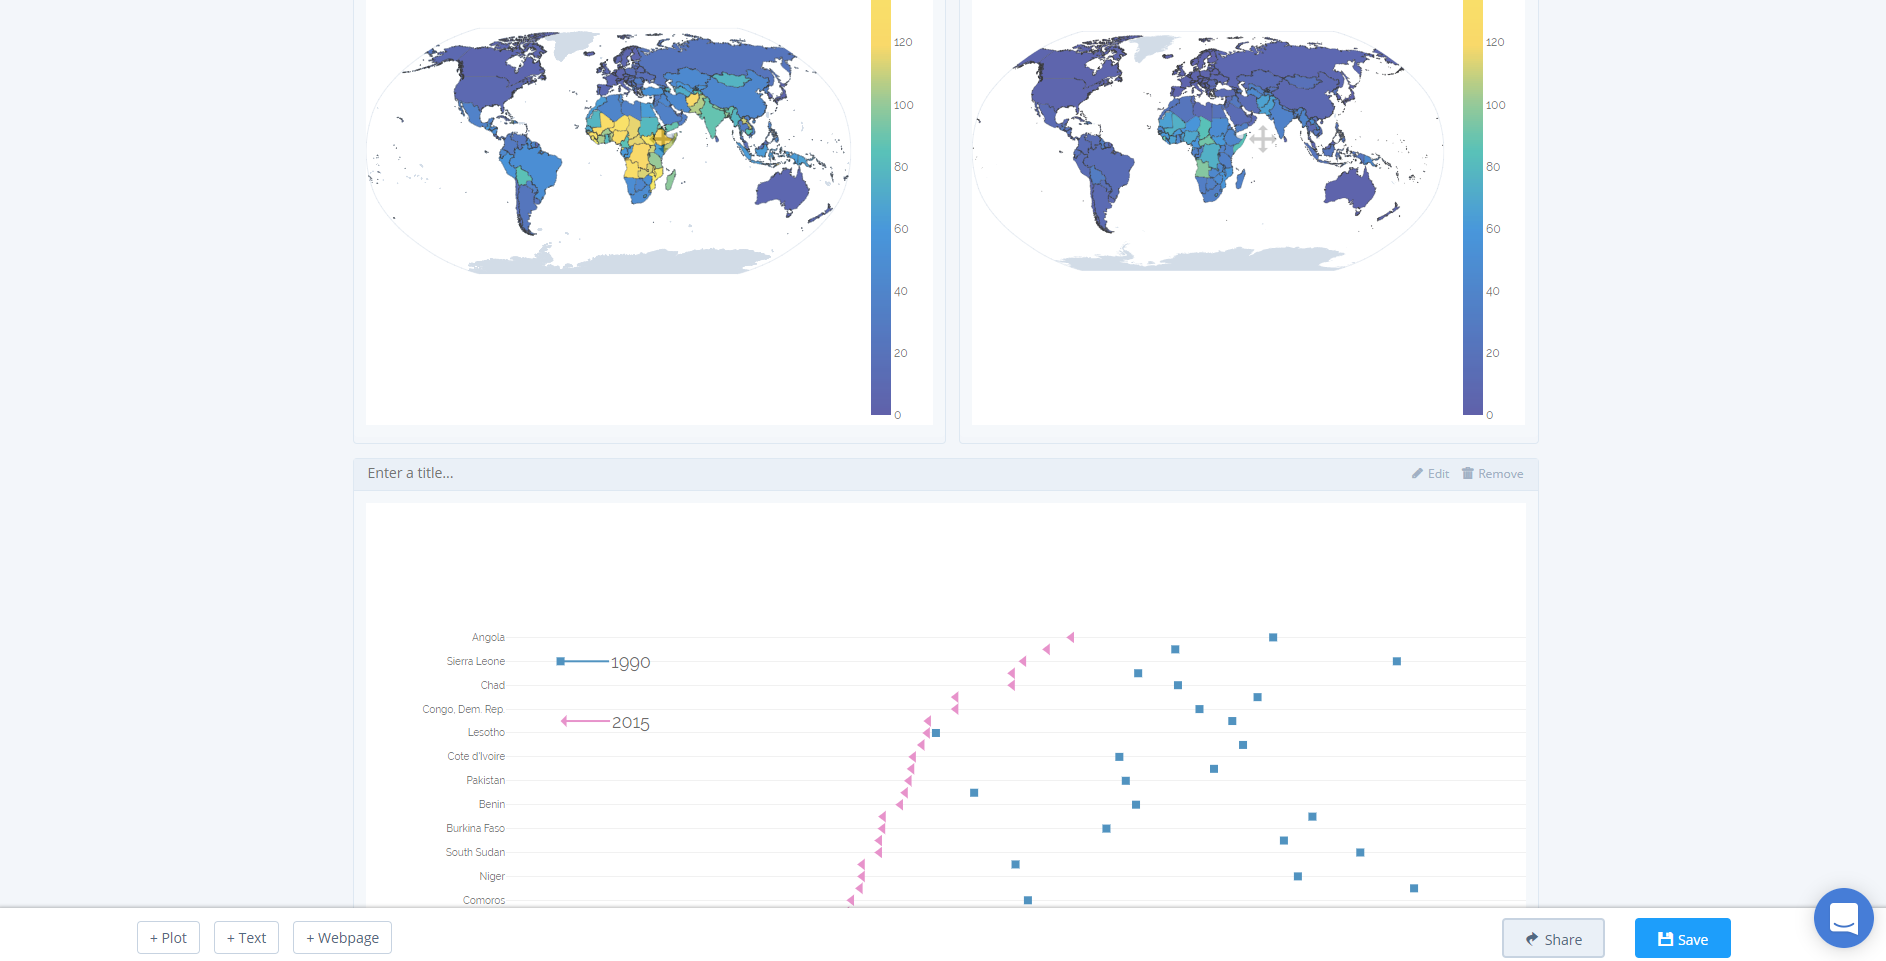 120
100
80
60
40
20
0
120
100
80
60
40
20
0
Enter a title...
Edit
Remove
Angola
Sierra Leone
1990
Chad
Congo, Dem. Rep.
2015
Lesotho
Cote d'Ivoire
Pakistan
Benin
Burkina Faso
South Sudan
Niger
Comoros
+ Plot
+ Text
+ Webpage
Share
Save